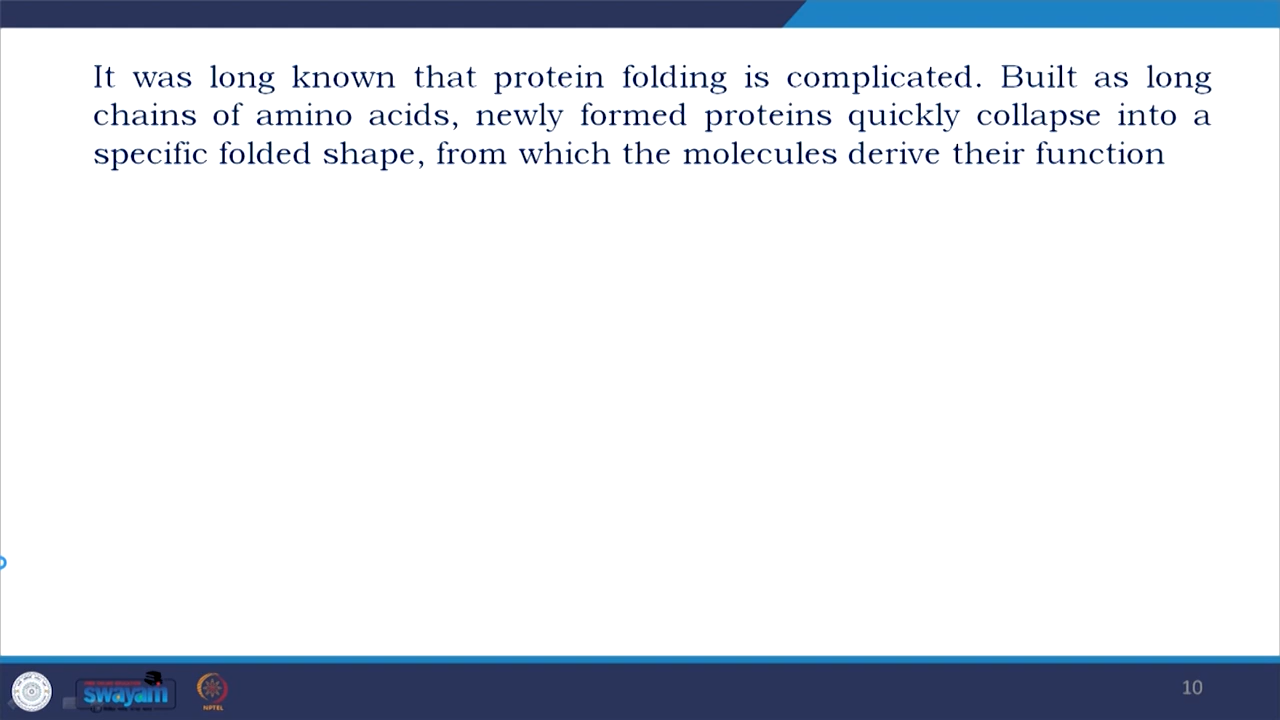 It was long known that protein folding is complicated. Built as long
chains of amino acids, newly formed proteins quickly collapse into a
specific folded shape, from which the molecules derive their function
swayam
NPTEL
10